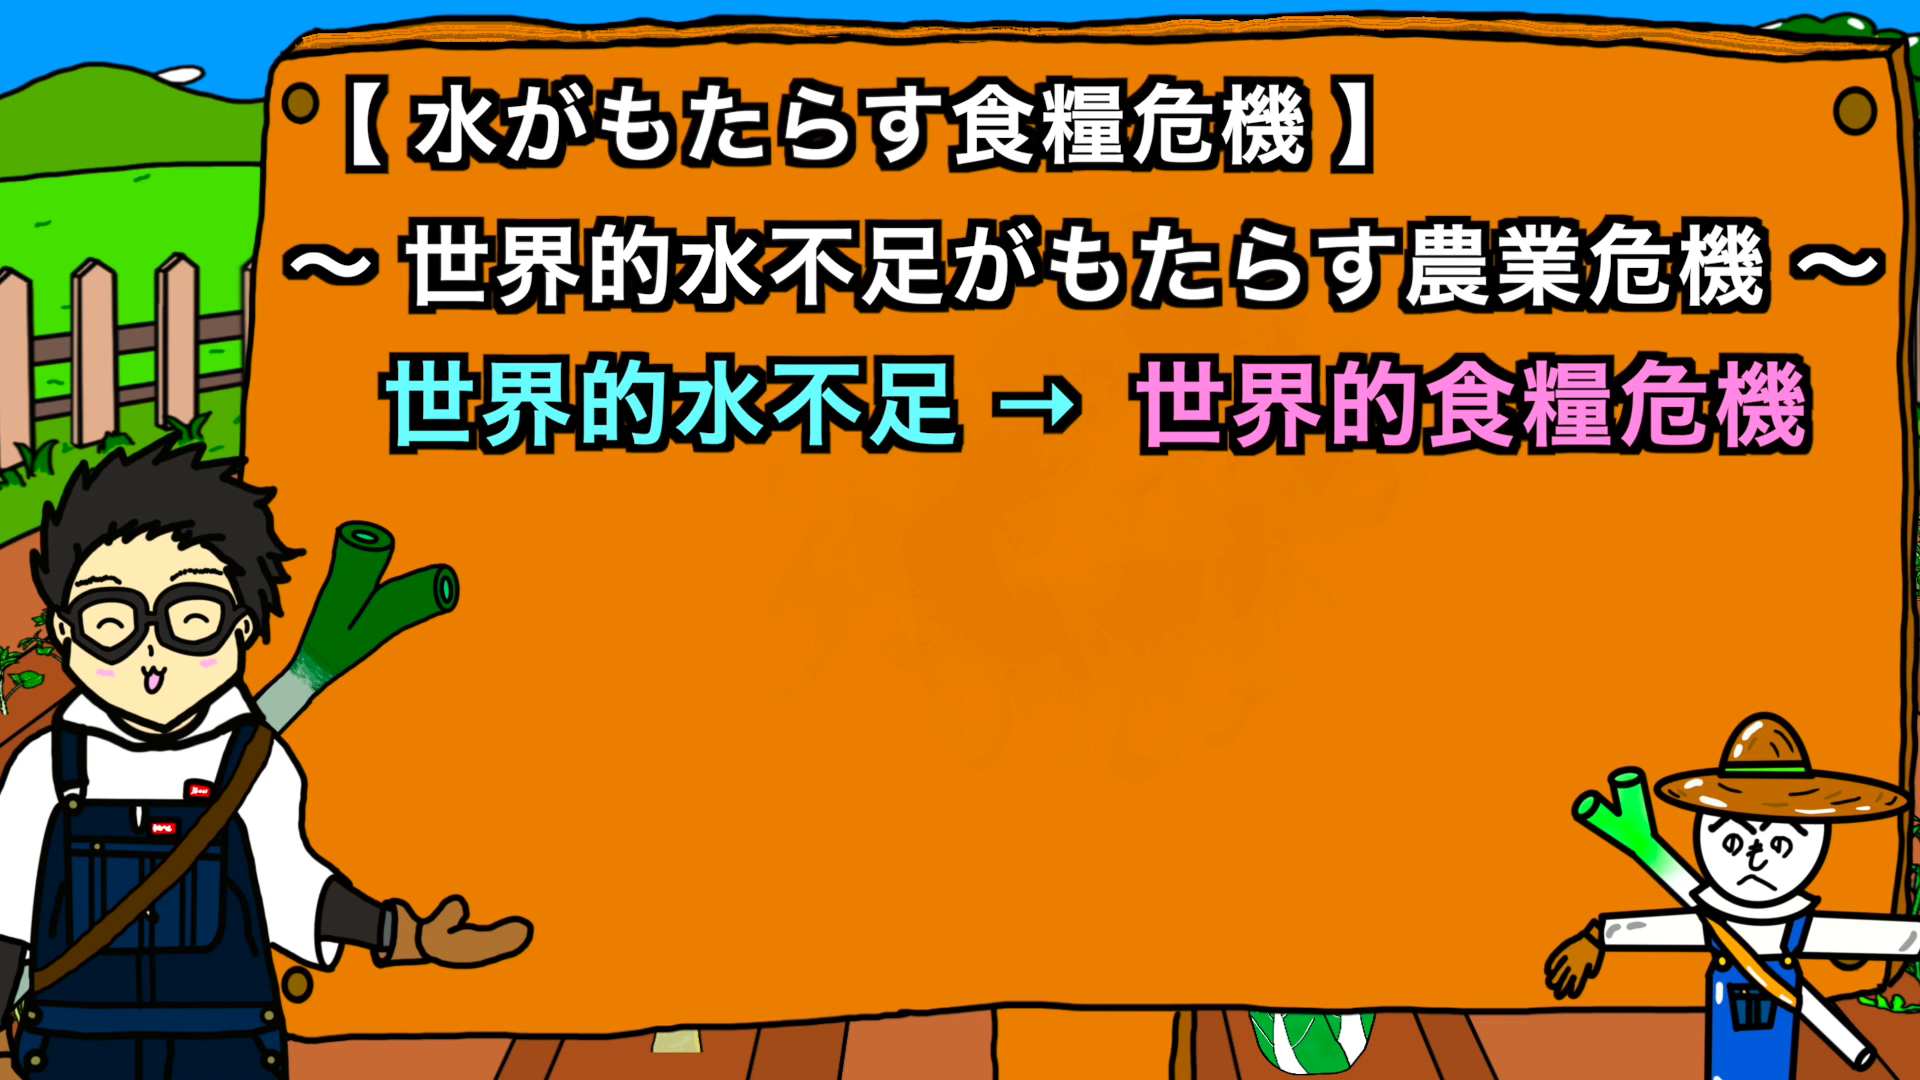 【 水がもたらす食糧危機 】
～ 世界的水不足がもたらす農業危機 ～
世界的水不足 → 世界的食糧危機